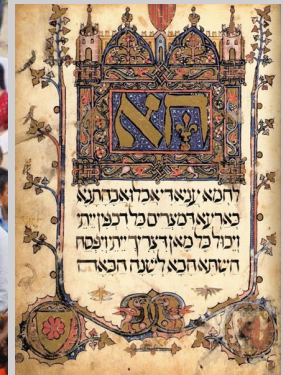 הא
לחמא עניא די אכלו אבהתנא
בארעא דמצרים כל דכפין ייתי
ויכול כל מאן דצריך ייתי ויפסח
השתא הכא לשנה הבאה